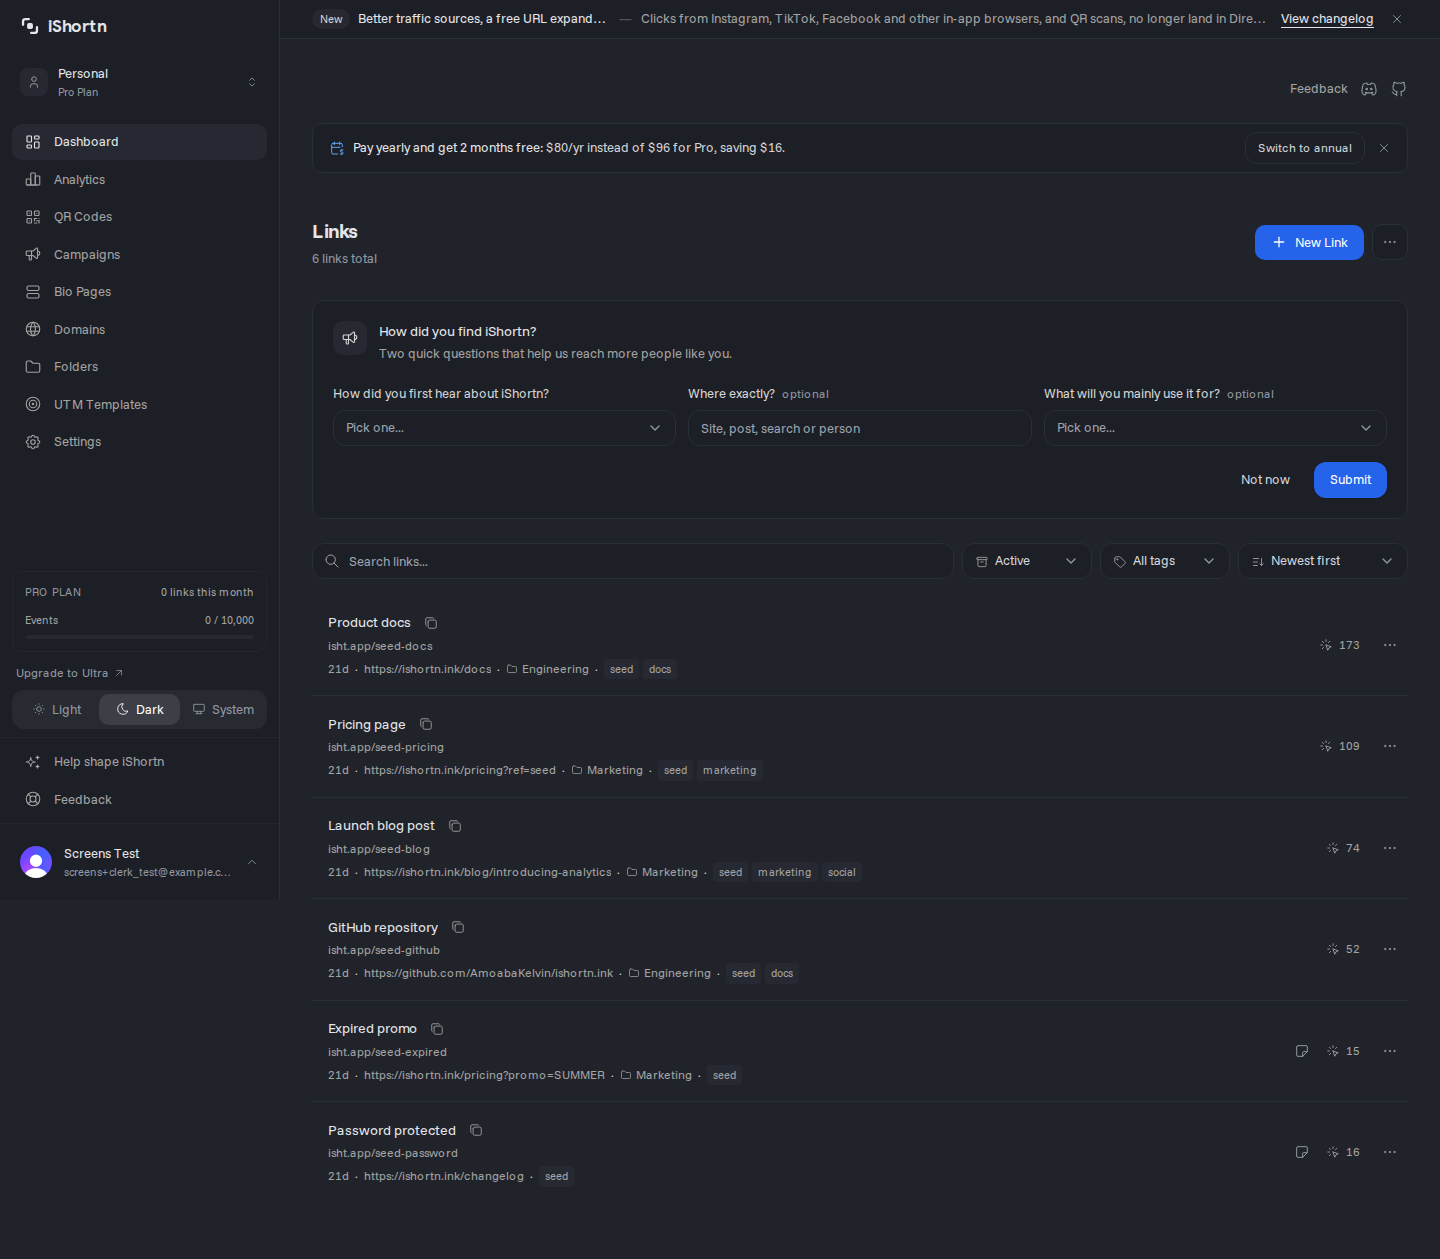 iShortn
Personal
Pro Plan
Dashboard
Analytics
QR Codes
Campaigns
Bio Pages
Domains
Folders
UTM Templates
Settings
PRO PLAN 0 links this month
Events 0 / 10,000
Upgrade to Ultra
Light Dark System
Help shape iShortn
Feedback
Screens Test
screens+clerk_test@example.c...
New Better traffic sources, a free URL expand... — Clicks from Instagram, TikTok, Facebook and other in-app browsers, and QR scans, no longer land in Dire... View changelog
Feedback
Pay yearly and get 2 months free: $80/yr instead of $96 for Pro, saving $16. Switch to annual
Links
6 links total
New Link
How did you find iShortn?
Two quick questions that help us reach more people like you.
How did you first hear about iShortn? Where exactly? optional What will you mainly use it for? optional
Pick one... Site, post, search or person Pick one...
Not now Submit
Search links... Active All tags Newest first
Product docs
isht.app/seed-docs 173
21d · https://ishortn.ink/docs · Engineering · seed docs
Pricing page
isht.app/seed-pricing 109
21d · https://ishortn.ink/pricing?ref=seed · Marketing · seed marketing
Launch blog post
isht.app/seed-blog 74
21d · https://ishortn.ink/blog/introducing-analytics · Marketing · seed marketing social
GitHub repository
isht.app/seed-github 52
21d · https://github.com/AmoabaKelvin/ishortn.ink · Engineering · seed docs
Expired promo
isht.app/seed-expired 15
21d · https://ishortn.ink/pricing?promo=SUMMER · Marketing · seed
Password protected
isht.app/seed-password 16
21d · https://ishortn.ink/changelog · seed